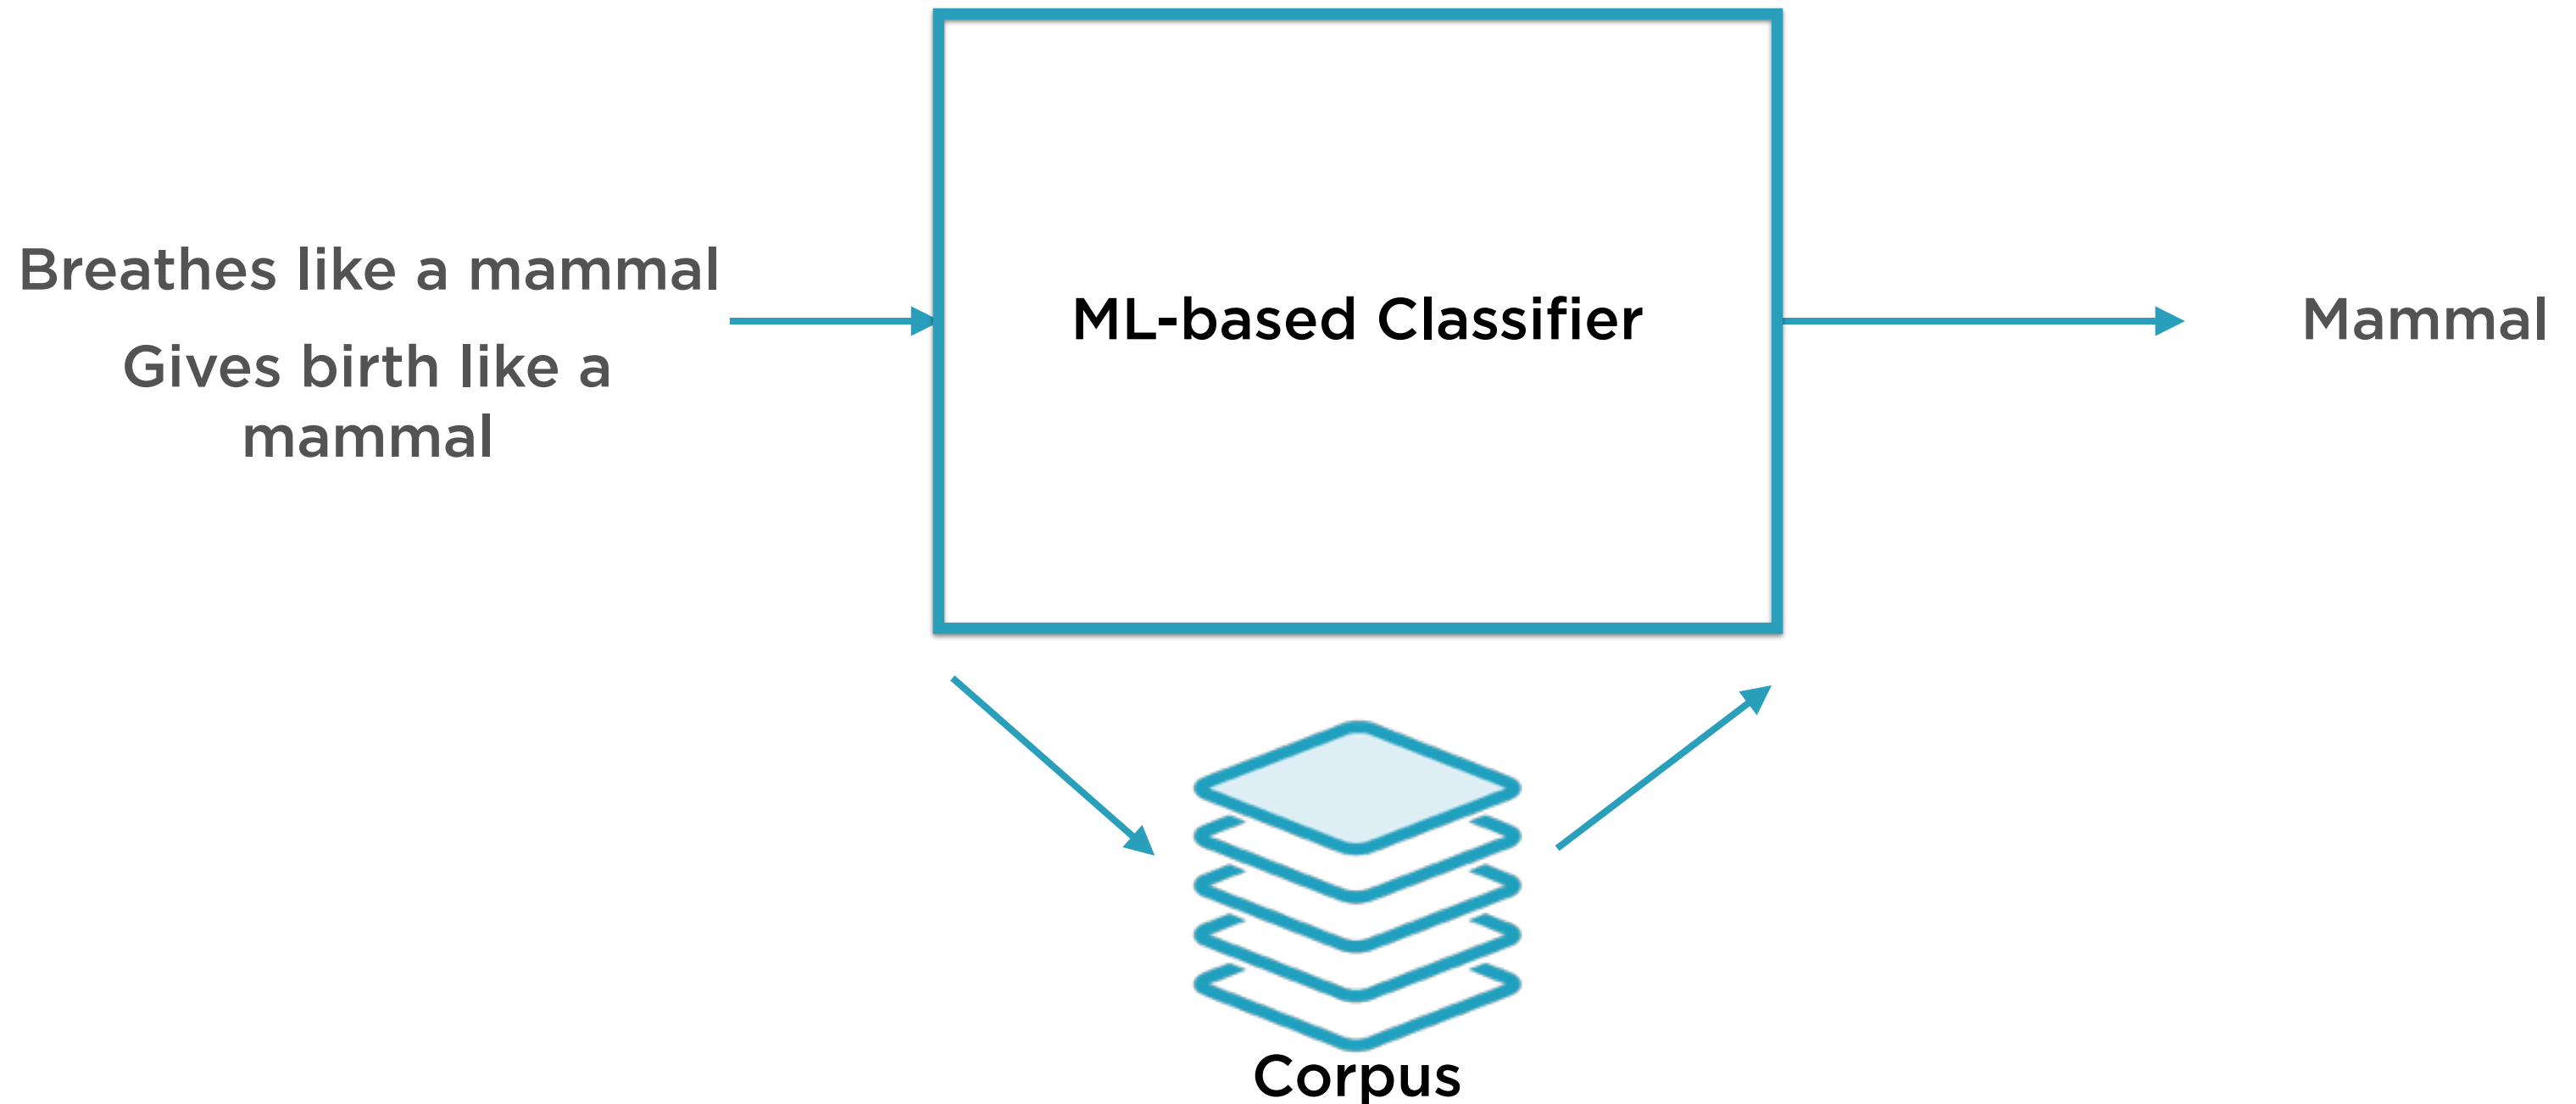 Breathes like a mammal
Gives birth like a
mammal
ML-based Classifier
Mammal
Corpus